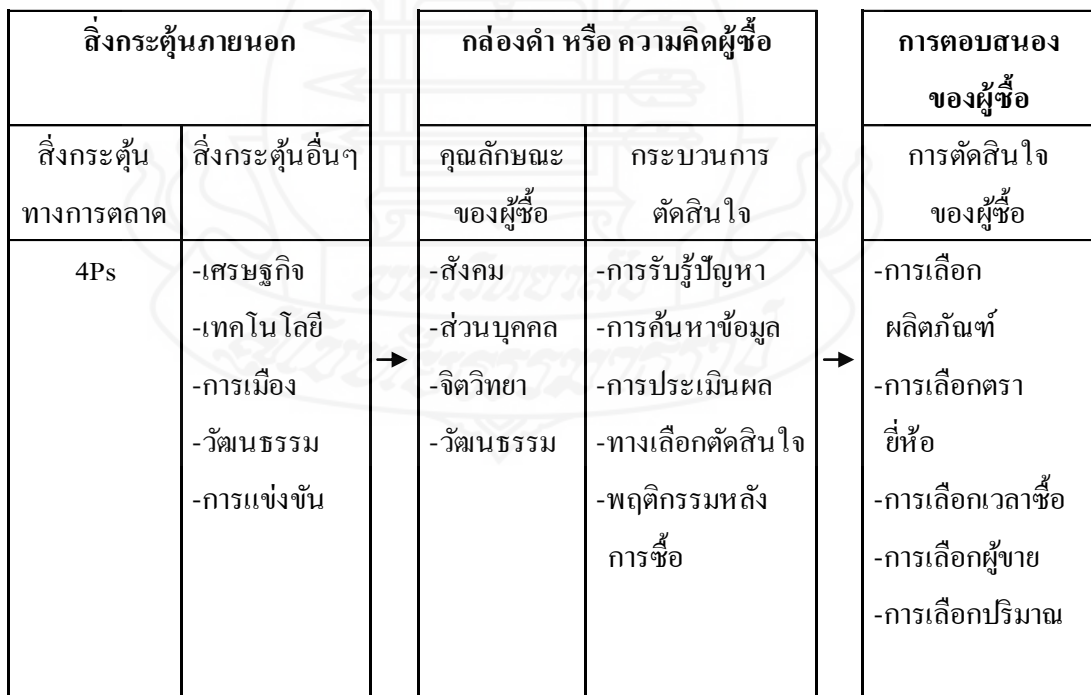 สิ่งกระตุ้นภายนอก
สิ่งกระตุ้น
ทางการตลาด
สิ่งกระตุ้นอื่นๆ
4Ps
-เศรษฐกิจ
-เทคโนโลยี
-การเมือง
-วัฒนธรรม
-การแข่งขัน
กล่องดำ หรือ ความคิดผู้ซื้อ
คุณลักษณะ
ของผู้ซื้อ
กระบวนการ
ตัดสินใจ
-สังคม
-ส่วนบุคคล
-จิตวิทยา
-วัฒนธรรม
-การรับรู้ปัญหา
-การค้นหาข้อมูล
-การประเมินผล
-ทางเลือกตัดสินใจ
-พฤติกรรมหลัง
การซื้อ
การตอบสนอง
ของผู้ซื้อ
การตัดสินใจ
ของผู้ซื้อ
-การเลือก
ผลิตภัณฑ์
-การเลือกตรา
ยี่ห้อ
-การเลือกเวลาซื้อ
-การเลือกผู้ขาย
-การเลือกปริมาณ